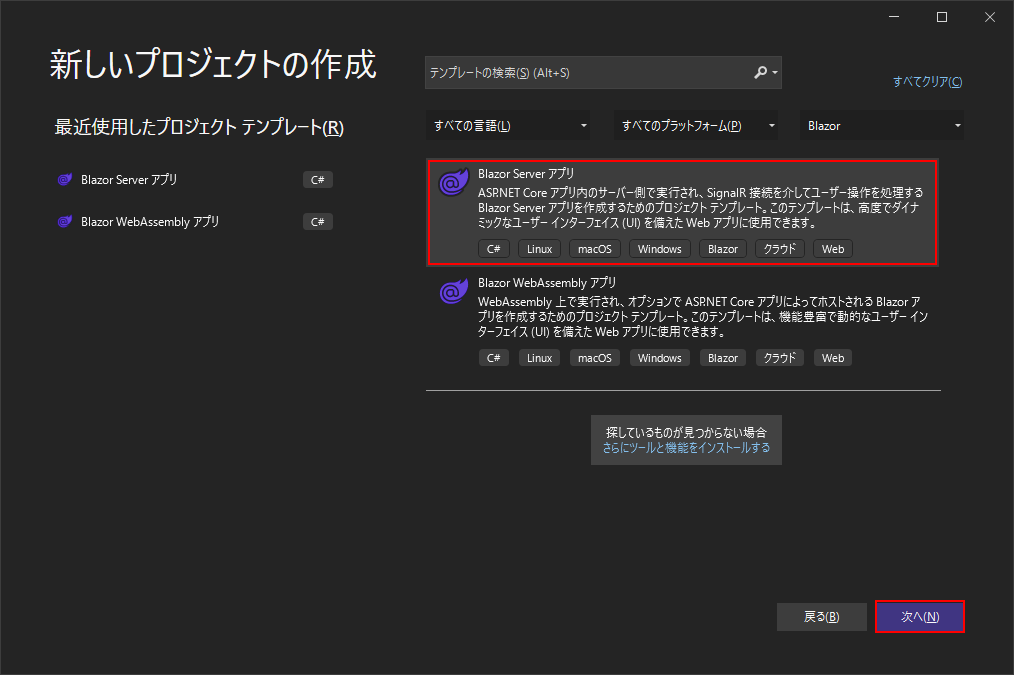 新しいプロジェクトの作成
最近使用したプロジェクト テンプレート(R)
Blazor Server アプリ
C#
Blazor WebAssembly アプリ
C#
テンプレートの検索(S) (Alt+S)
すべてクリア(C)
すべての言語(L)
すべてのプラットフォーム(P)
Blazor
Blazor Server アプリ
ASP.NET Core アプリ内のサーバー側で実行され、SignalR 接続を介してユーザー操作を処理する
Blazor Server アプリを作成するためのプロジェクト テンプレート。このテンプレートは、高度でダイナ
ミックなユーザー インターフェイス (UI) を備えた Web アプリに使用できます。
C# Linux macOS Windows Blazor クラウド Web
Blazor WebAssembly アプリ
WebAssembly 上で実行され、オプションで ASP.NET Core アプリによってホストされる Blazor ア
プリを作成するためのプロジェクト テンプレート。このテンプレートは、機能豊富で動的なユーザー イン
ターフェイス (UI) を備えた Web アプリに使用できます。
C# Linux macOS Windows Blazor クラウド Web
探しているものが見つからない場合
さらにツールと機能をインストールする
戻る(B)
次へ(N)